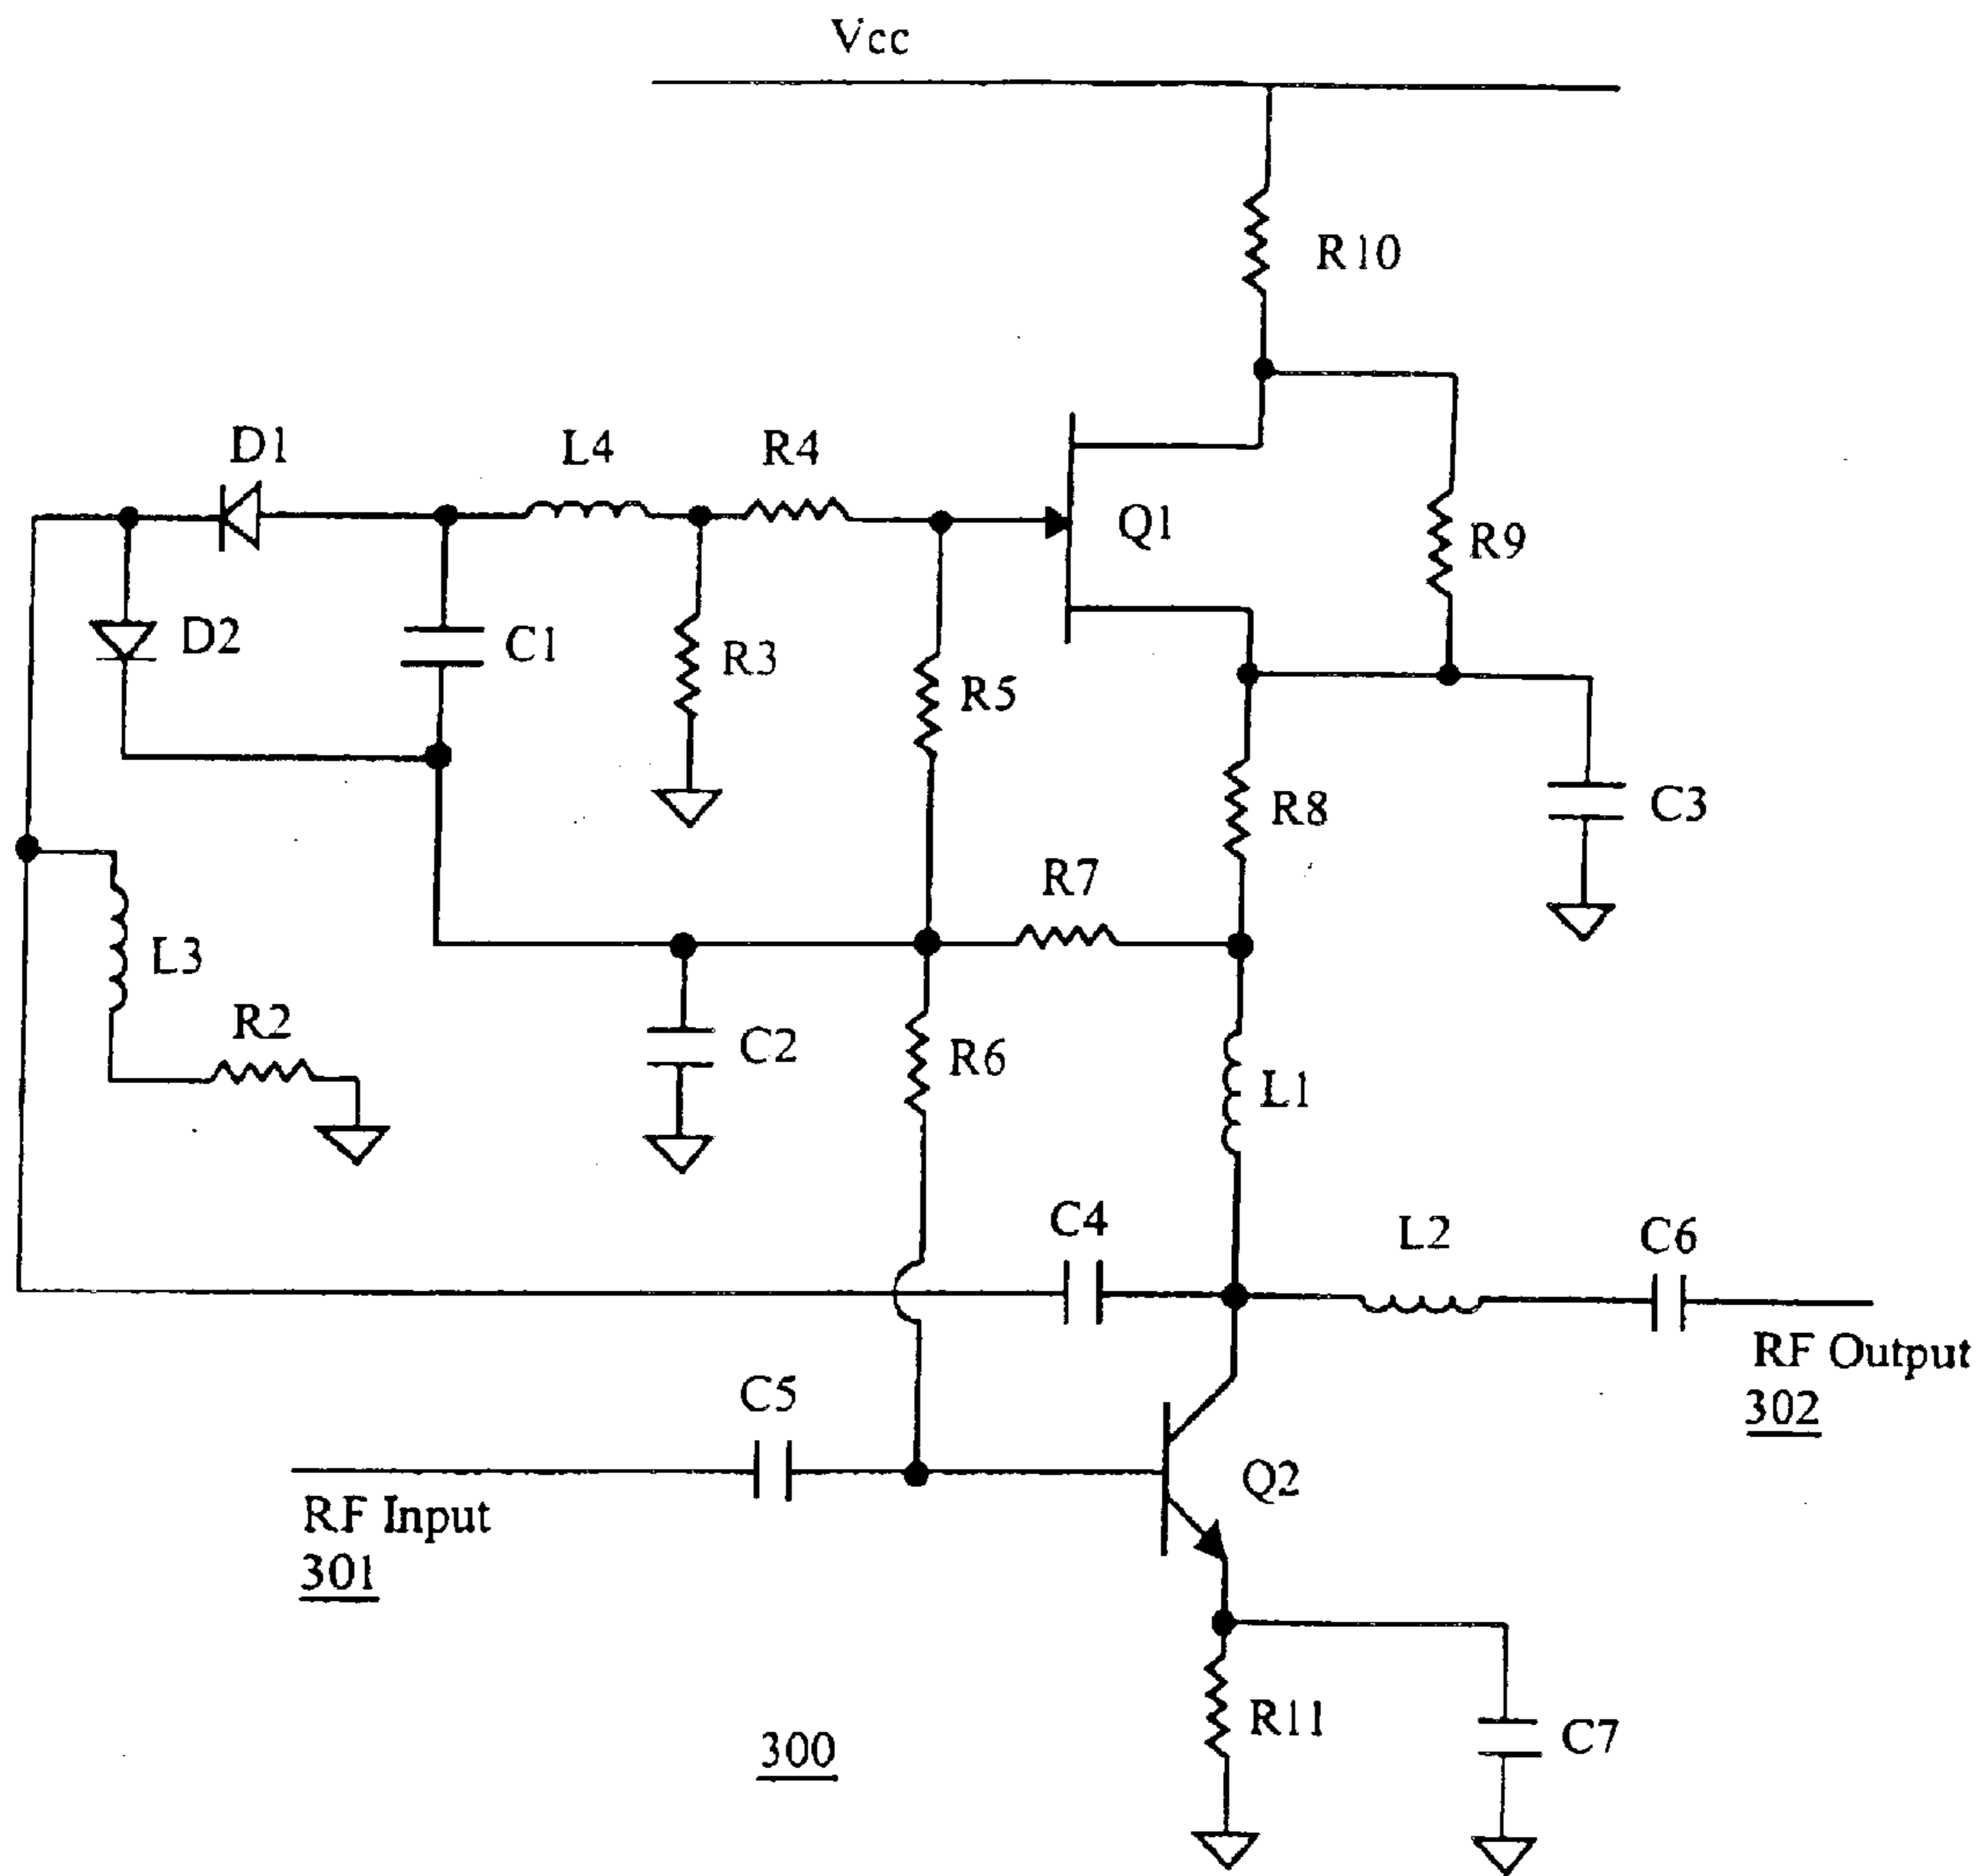 Vcc
R10
D1
L4
R4
Q1
R9
D2
C1
R3
R5
R8
C3
R7
L3
R2
C2
R6
L1
C4
L2
C6
RF Output
302
C5
RF Input
301
Q2
R11
C7
300